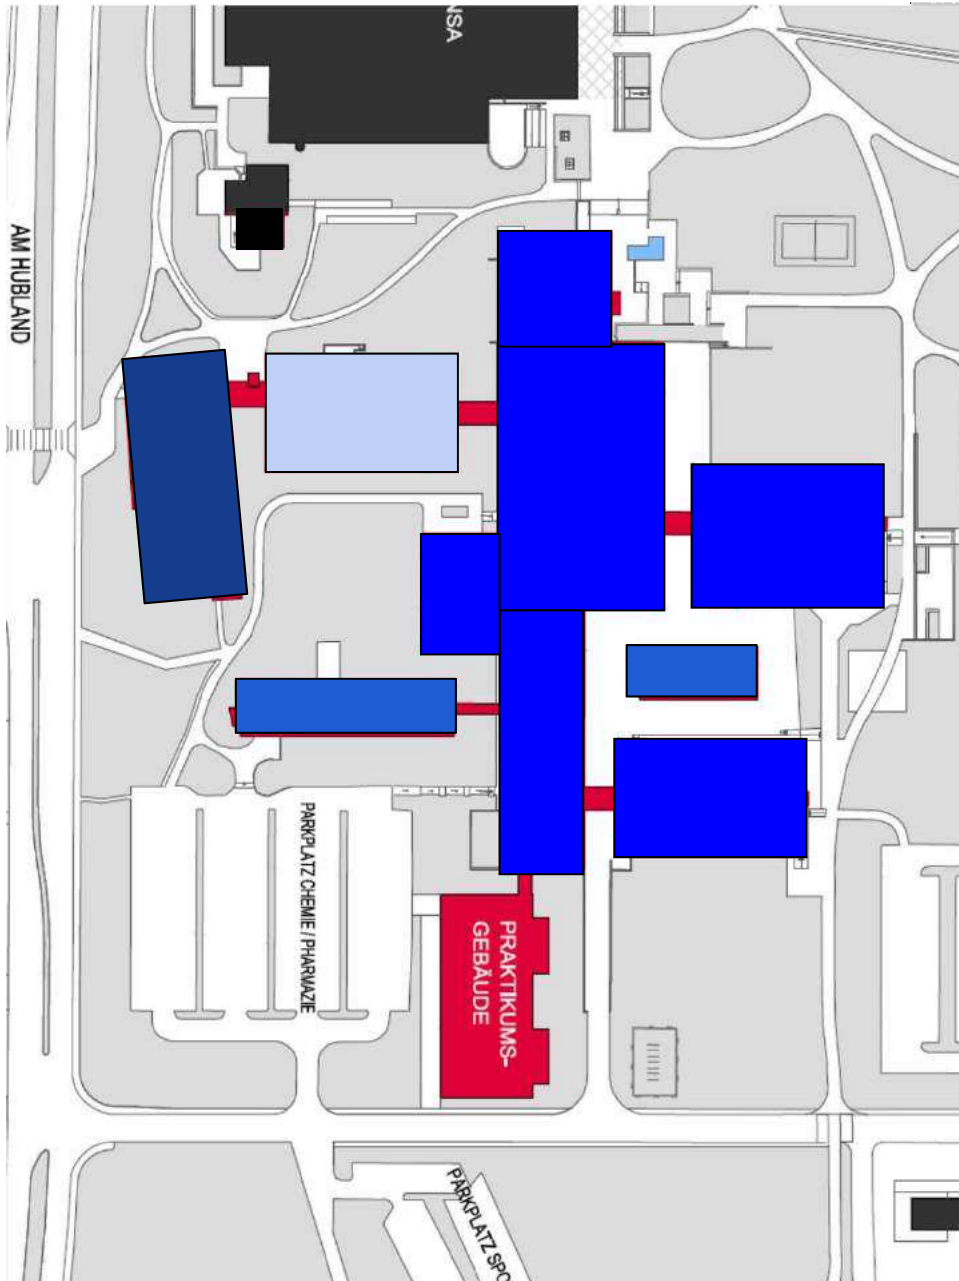 NSA
AM HUBLAND
PARKPLATZ CHEMIE / PHARMAZIE
PRAKTIKUMS-
GEBÄUDE
PARKPLATZ SPO